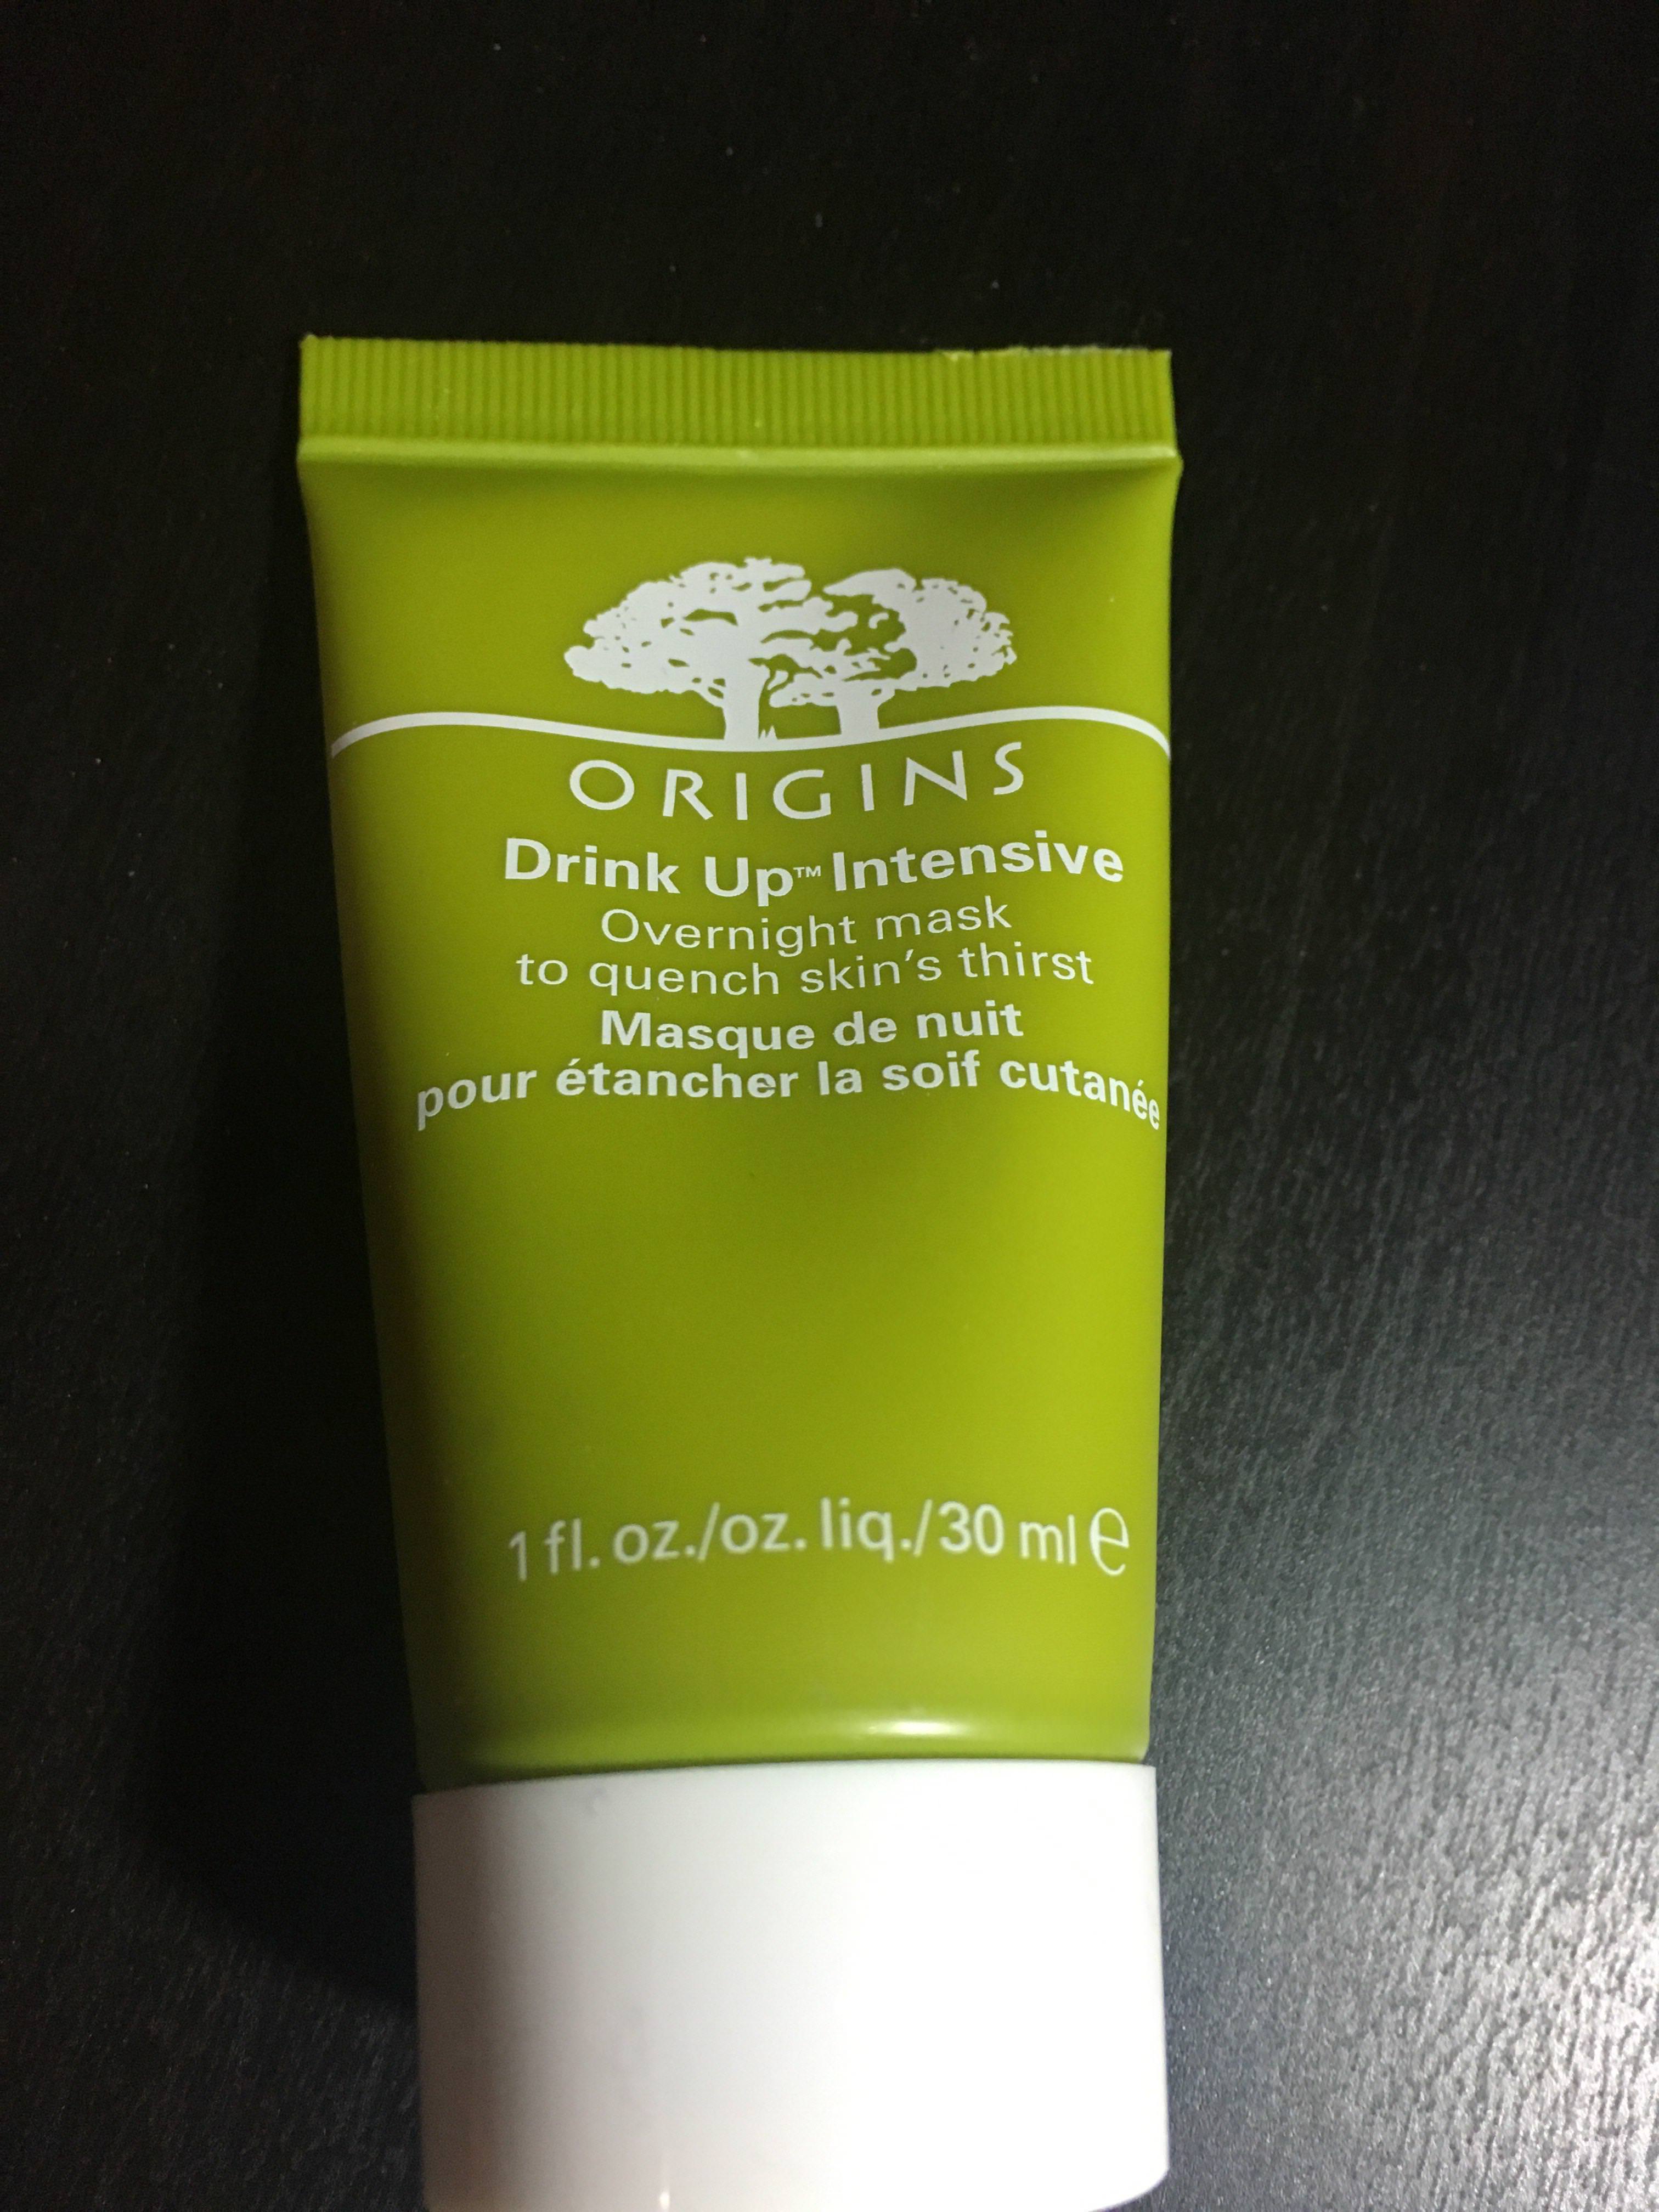 ORIGINS
Drink Up™ Intensive
Overnight mask
to quench skin's thirst
Masque de nuit
pour étancher la soif cutanée
1 fl. oz./oz. liq./30 ml ℮